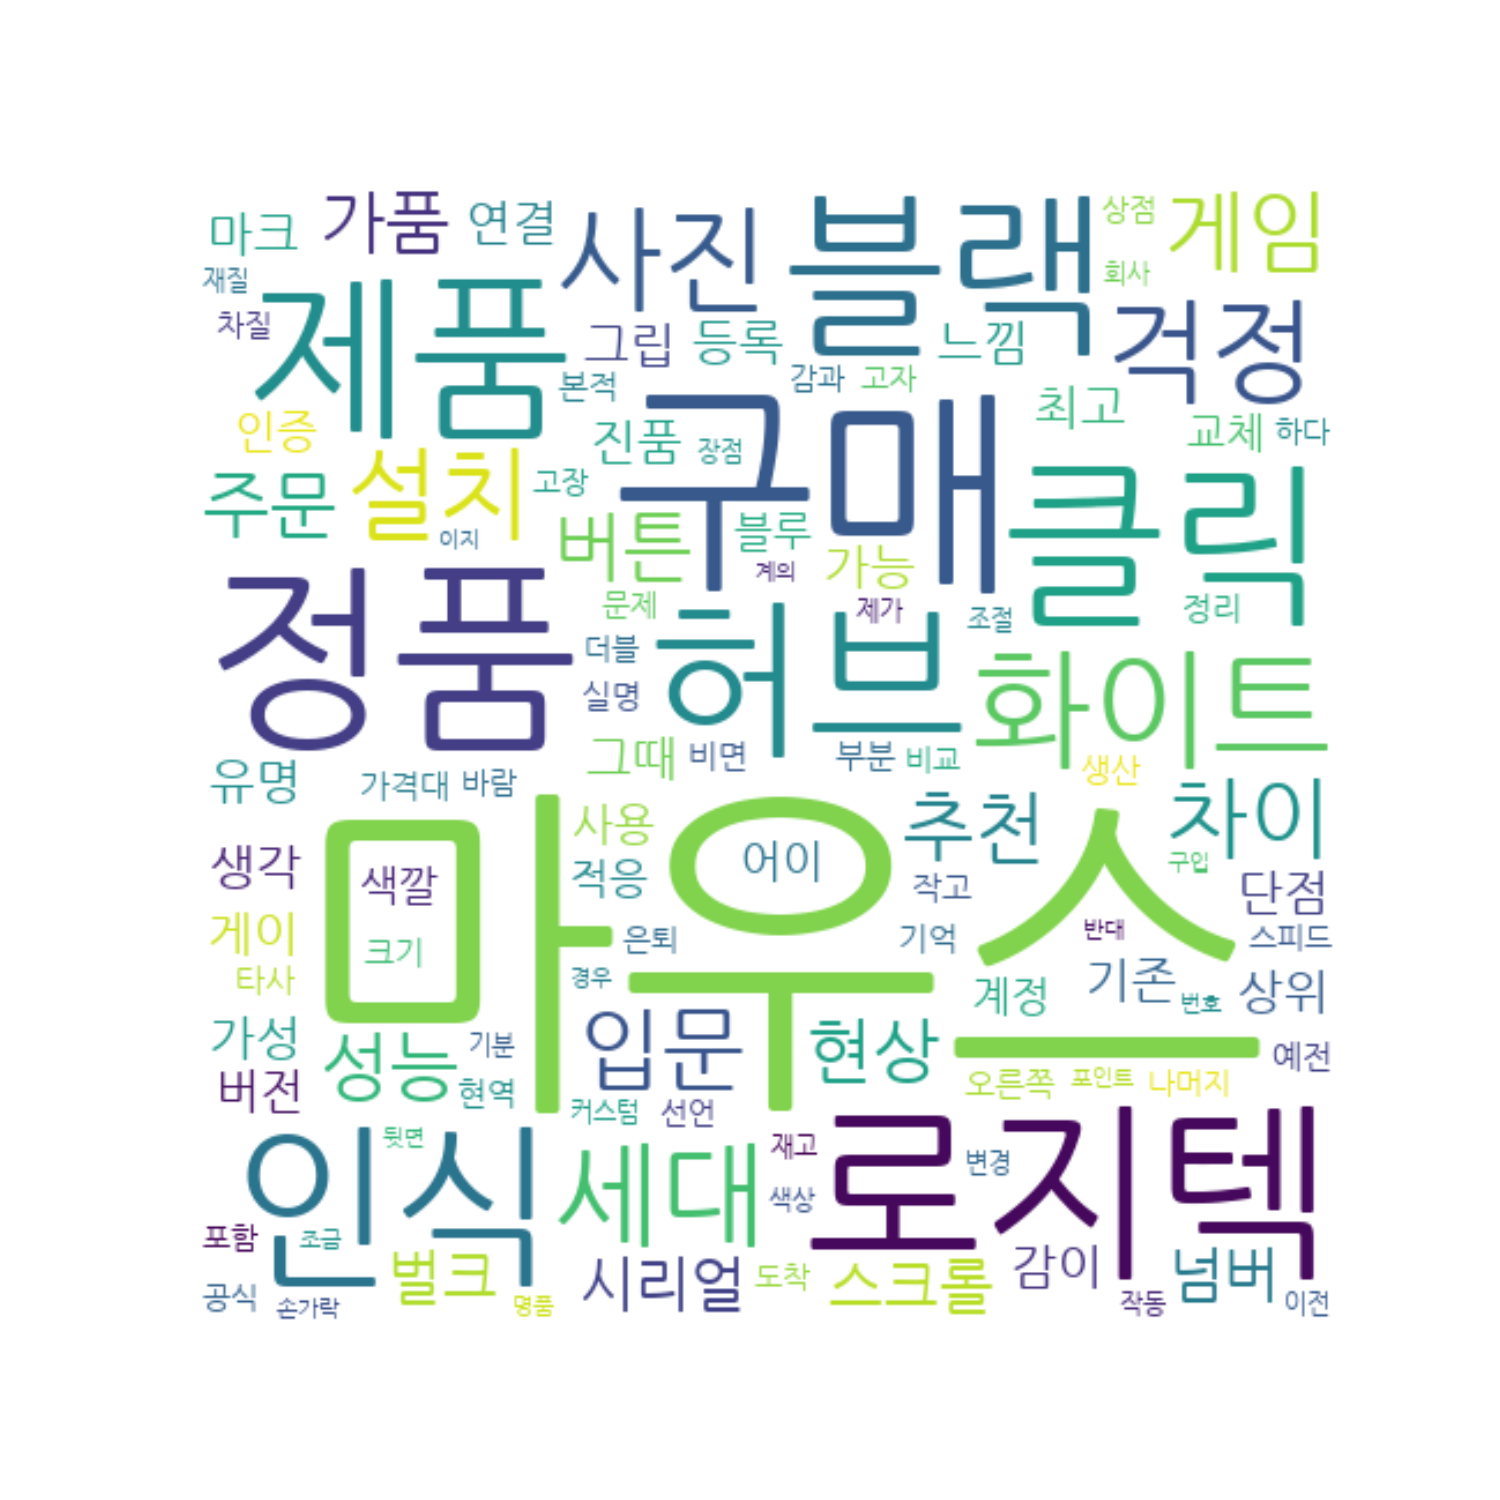 마크 가품 연결 사진 블랙 상점 게임
재질 회사
차질 제품 그립 등록 느낌 걱정
본적 감과 고자
인증 구매 최고 교체 하다
진품 장점
주문 설치 고장 클릭
이지 버튼 블루 가능
계의
정품 문제 제가 조절 정리
더블 허브 화이트
실명
유명 가격대 바람 그때 비면 부분 비교 생산
마우스
생각 색깔 사용 어이 추천 차이
적응 작고 구입 단점
게이 크기 은퇴 기억 반대 스피드
타사 경우 계정 기존 번호 상위
가성 성능 기분 입문 현상 예전
버전 현역 커스텀 선언 오른쪽 포인트 나머지
인식 뒷면 세대 재고 로지텍
색상 변경
포함 조금 벌크 시리얼 도착 스크롤 감이 넘버
공식 손가락 명품 작동 이전